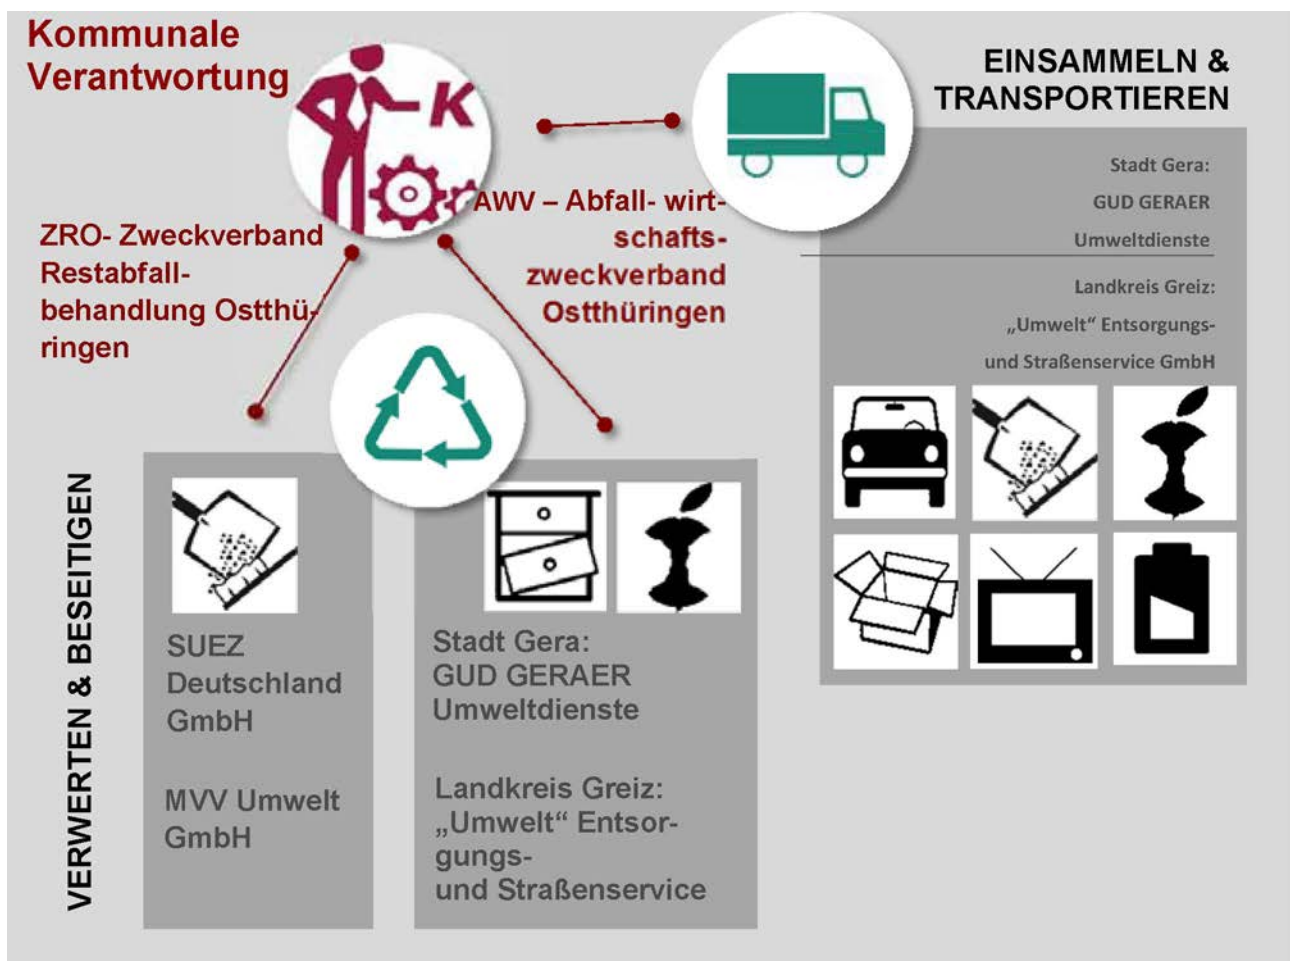 Kommunale
Verantwortung
K
ZRO- Zweckverband
Restabfall-
behandlung Ostthü-
ringen
AWV – Abfall- wirt-
schafts-
zweckverband
Ostthüringen
EINSAMMELN &
TRANSPORTIEREN
Stadt Gera:
GUD GERAER
Umweltdienste
Landkreis Greiz:
„Umwelt“ Entsorgungs-
und Straßenservice GmbH
VERWERTEN & BESEITIGEN
SUEZ
Deutschland
GmbH
MVV Umwelt
GmbH
Stadt Gera:
GUD GERAER
Umweltdienste
Landkreis Greiz:
„Umwelt“ Entsor-
gungs-
und Straßenservice